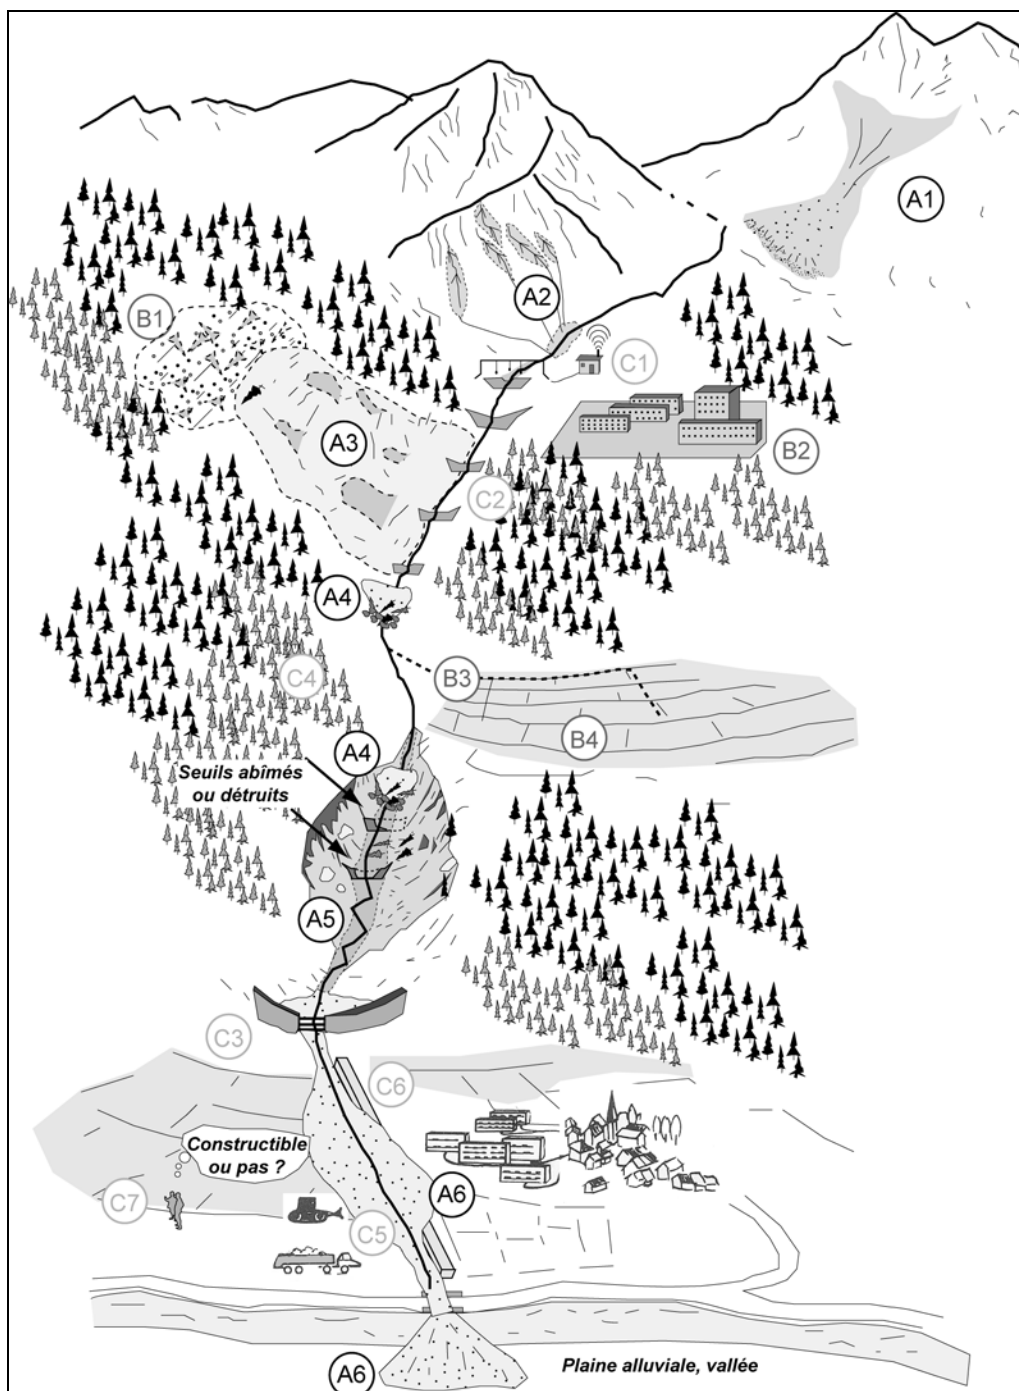 A1
A2
B1
C1
A3
B2
C2
A4
C4
B3
B4
A4
Seuils abîmés
ou détruits
A5
C3
C6
Constructible
ou pas ?
C7
A6
C5
A6
Plaine alluviale, vallée